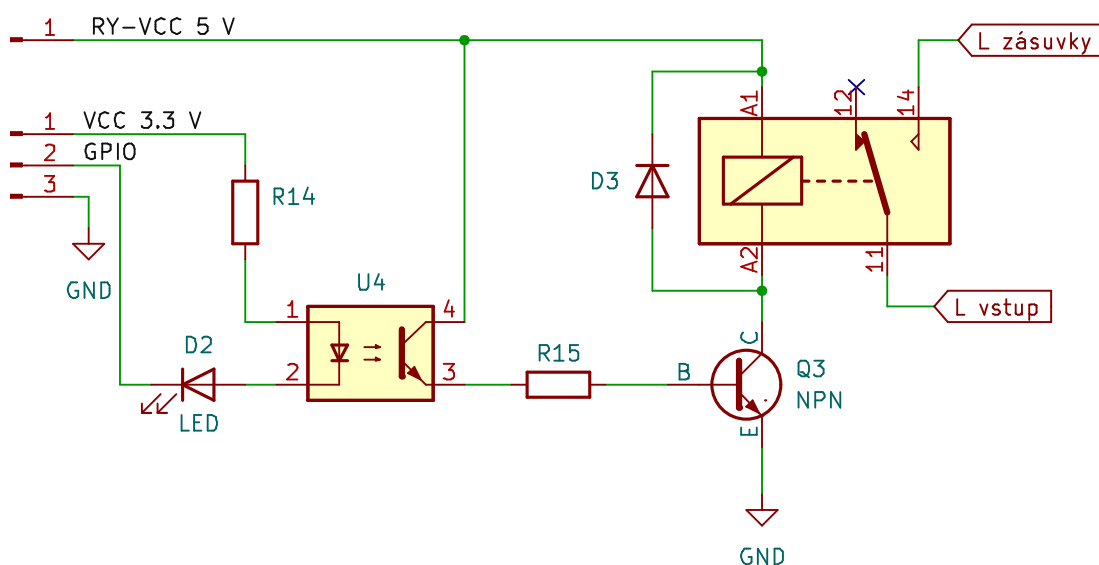 1 RY-VCC 5 V
L zásuvky
1 VCC 3.3 V
2 GPIO
3
GND
R14
A1
12
14
D3
A2
11
U4
1
4
2
3
L vstup
D2
LED
R15
B
C
E
Q3
NPN
GND